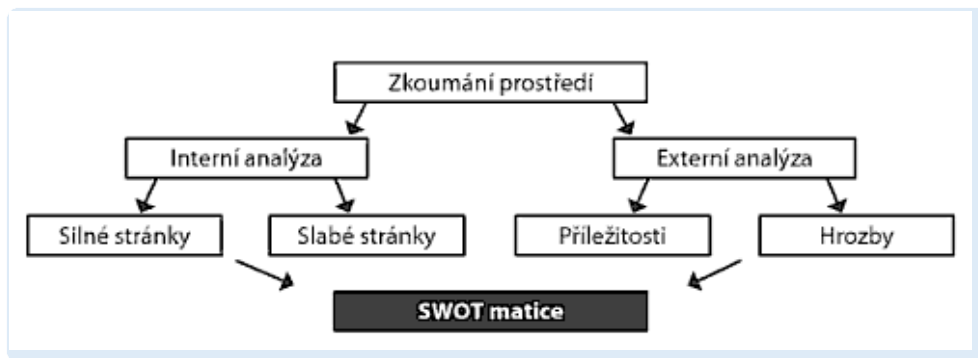 Zkoumání prostředí
Interní analýza
Externí analýza
Silné stránky
Slabé stránky
Příležitosti
Hrozby
SWOT matice